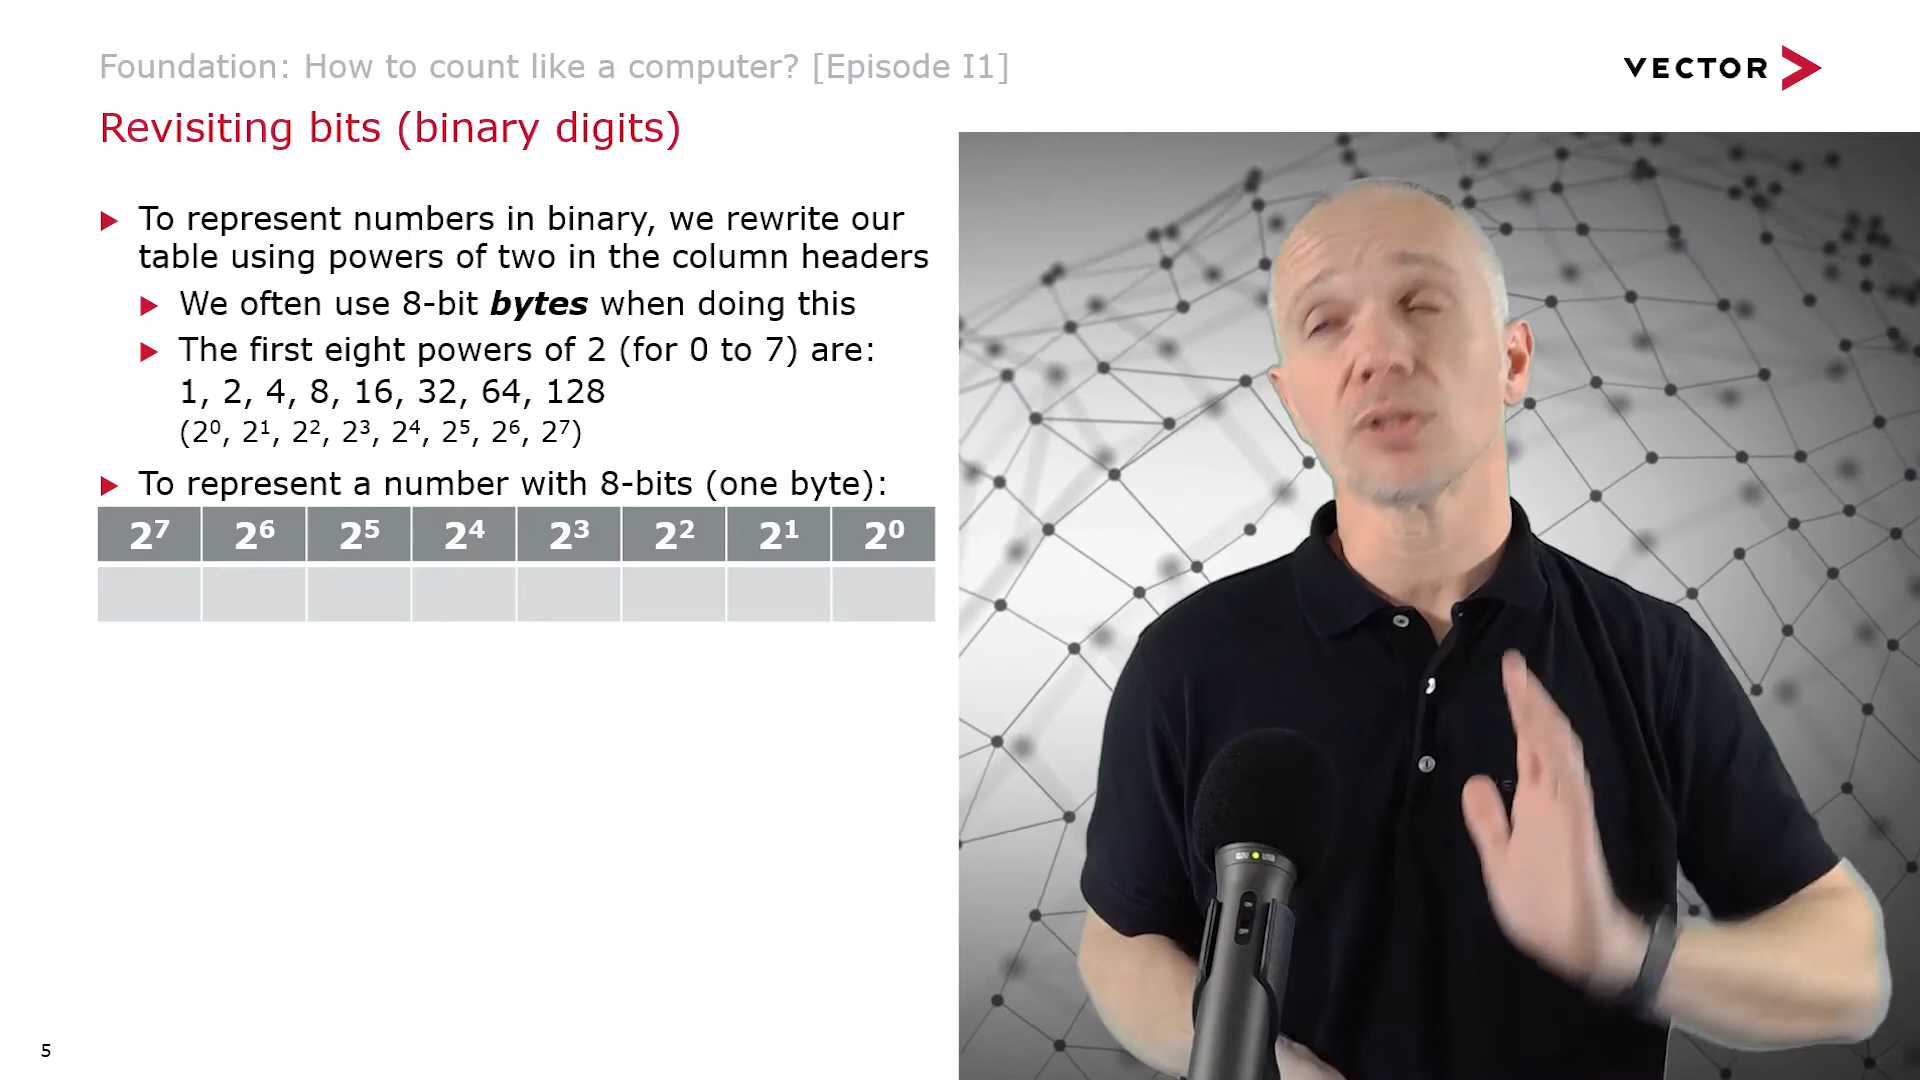 Foundation: How to count like a computer? [Episode I1]
VECTOR
Revisiting bits (binary digits)
To represent numbers in binary, we rewrite our
table using powers of two in the column headers
We often use 8-bit bytes when doing this
The first eight powers of 2 (for 0 to 7) are:
1, 2, 4, 8, 16, 32, 64, 128
(2⁰, 2¹, 2², 2³, 2⁴, 2⁵, 2⁶, 2⁷)
To represent a number with 8-bits (one byte):
2⁷ 2⁶ 2⁵ 2⁴ 2³ 2² 2¹ 2⁰
5